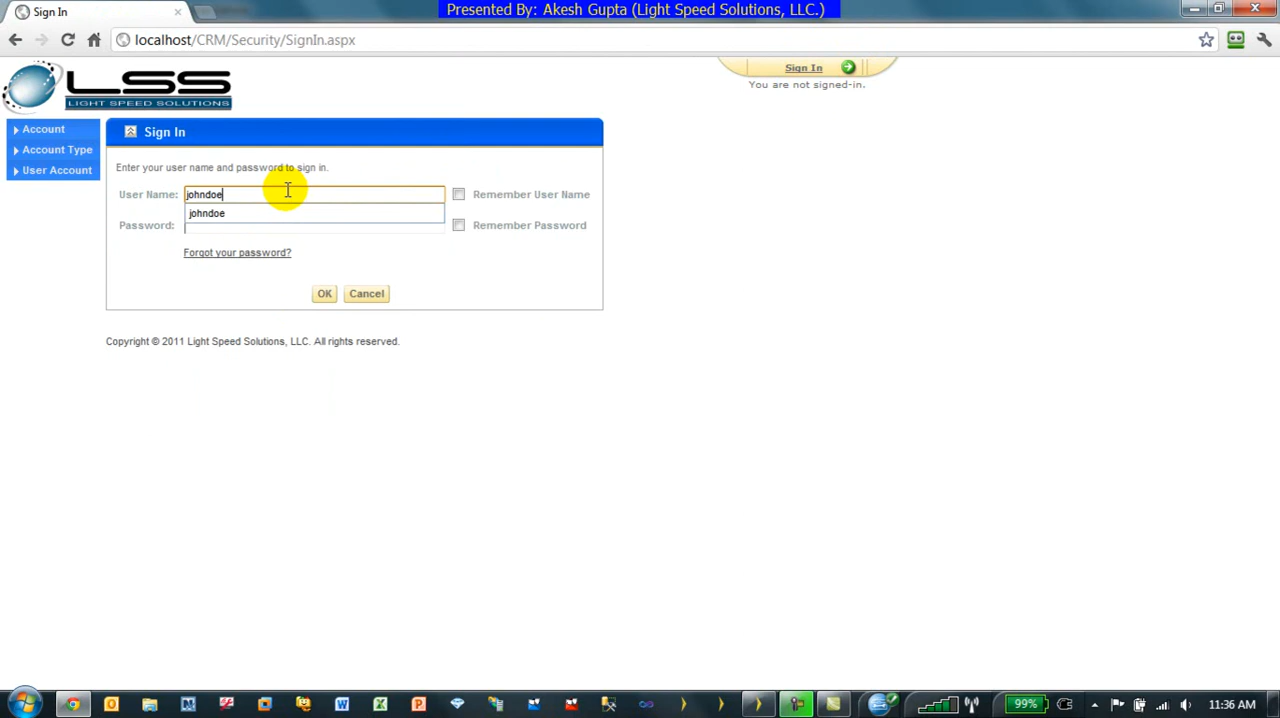 Sign In
Presented By: Akesh Gupta (Light Speed Solutions, LLC.)
localhost/CRM/Security/SignIn.aspx
LSS
LIGHT SPEED SOLUTIONS
Sign In
You are not signed-in.
Account
Account Type
User Account
Sign In
Enter your user name and password to sign in.
User Name: johndoe Remember User Name
johndoe
Password: Remember Password
Forgot your password?
OK Cancel
Copyright © 2011 Light Speed Solutions, LLC. All rights reserved.
99% 11:36 AM